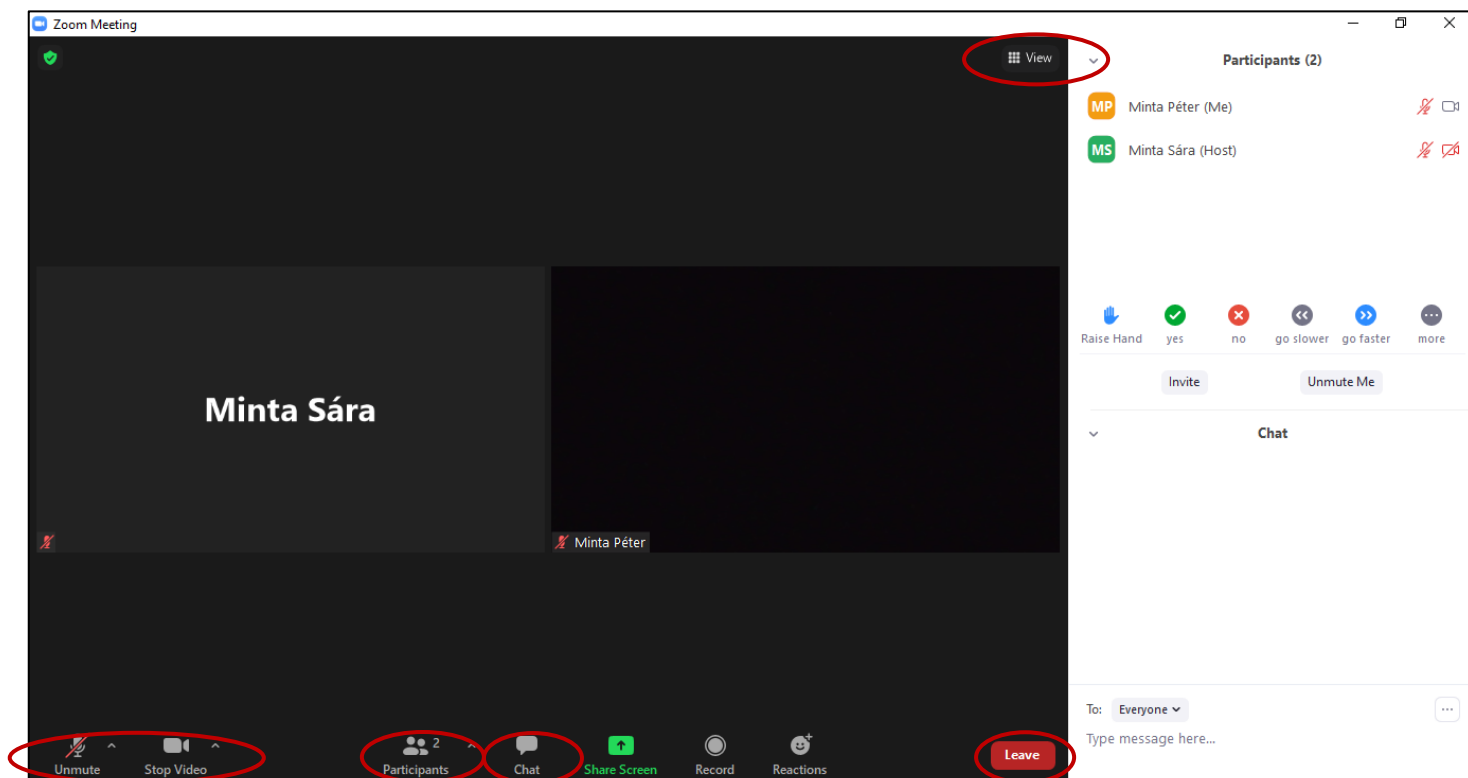 Zoom Meeting
View
Participants (2)
MP Minta Péter (Me)
MS Minta Sára (Host)
Raise Hand yes no go slower go faster more
Invite Unmute Me
Minta Sára
Chat
Minta Péter
To: Everyone
Type message here...
Unmute Stop Video Participants 2 Chat Share Screen Record Reactions Leave